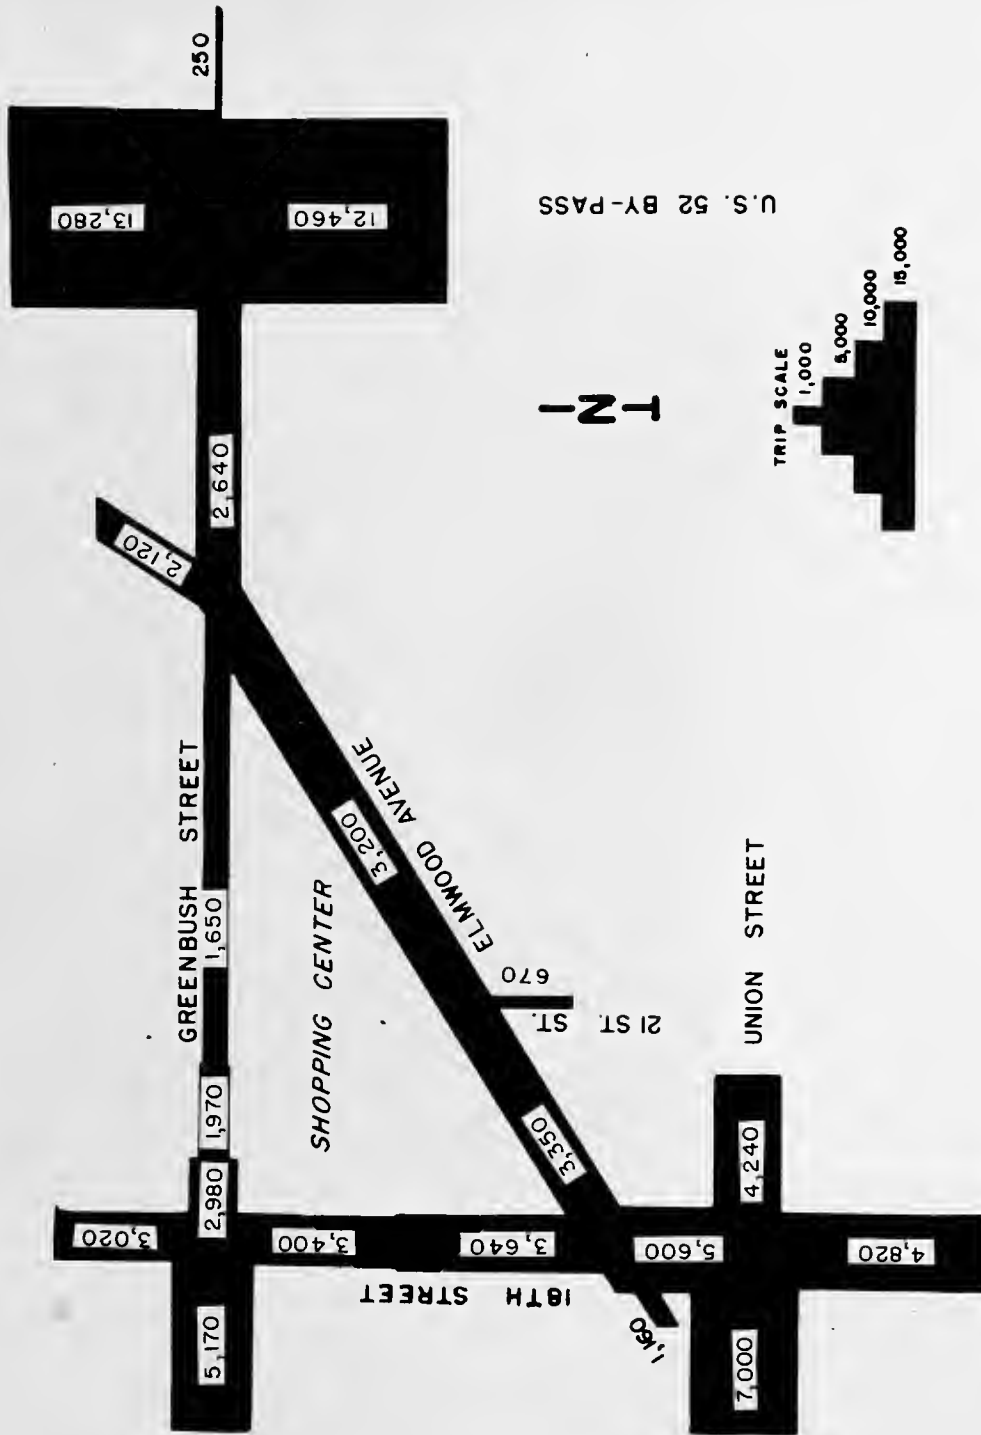 250
13,280
12,460
U.S. 52 BY-PASS
2,640
2,120
N
TRIP SCALE
1,000
5,000
10,000
15,000
GREENBUSH STREET
1,650
1,970
2,980
SHOPPING CENTER
3,200
ELMWOOD AVENUE
670
21 ST. ST.
3,350
3,020
3,400
3,640
5,600
4,820
18TH STREET
5,170
1,160
UNION STREET
4,240
7,000